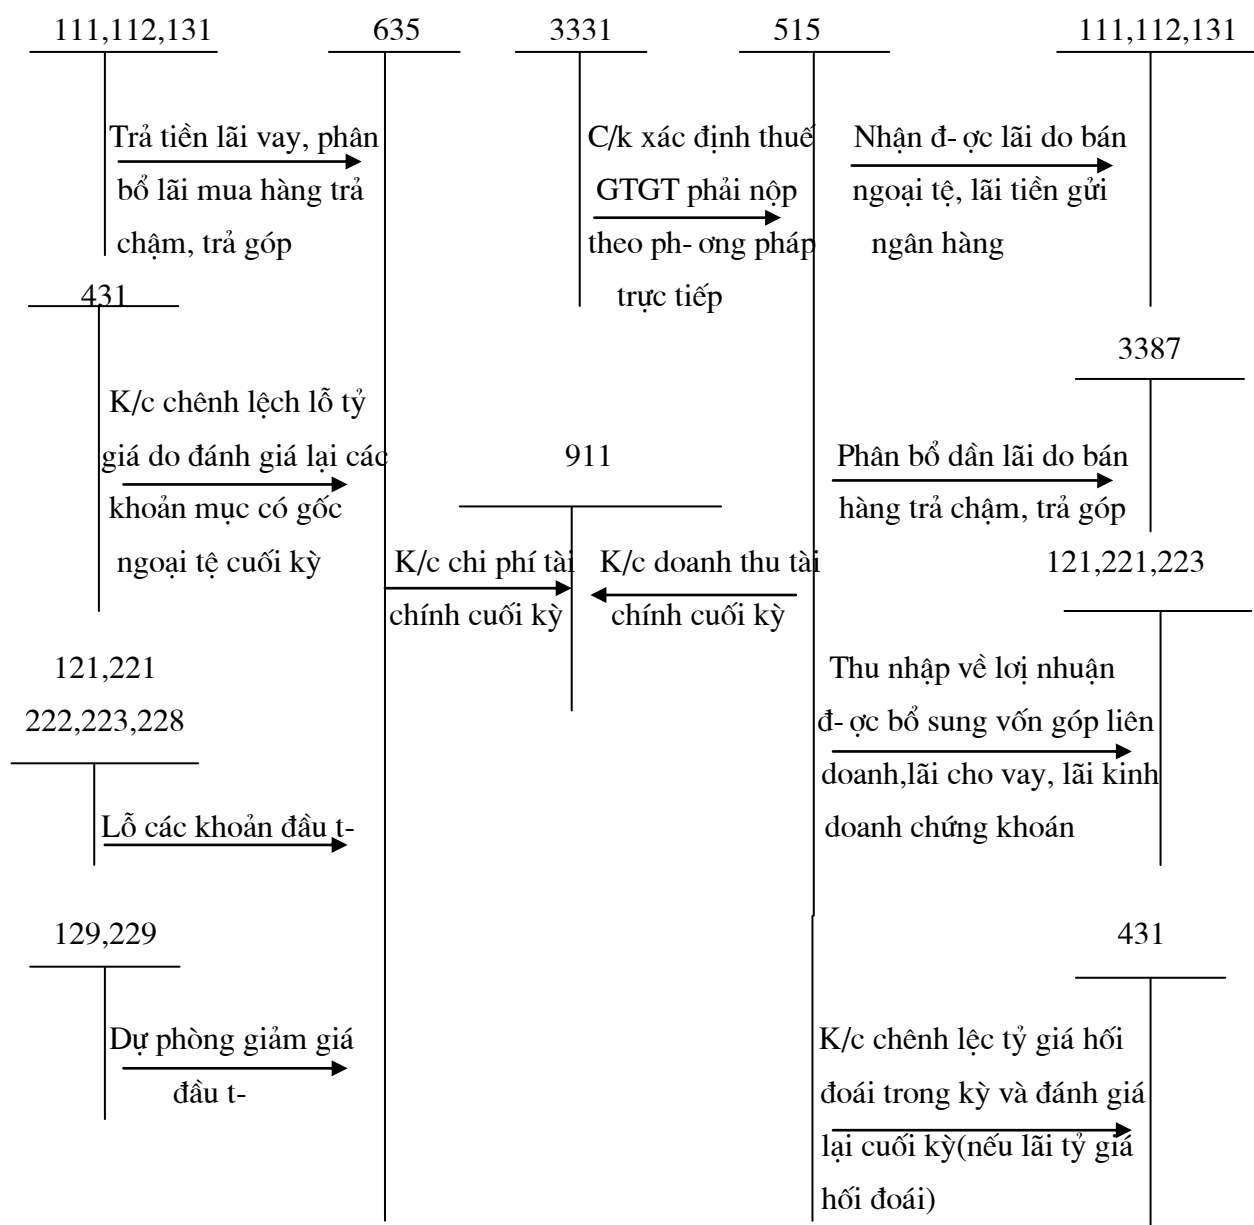 111,112,131
635
3331
515
111,112,131
Trả tiền lãi vay, phân
bổ lãi mua hàng trả
chậm, trả góp
C/k xác định thuế
GTGT phải nộp
theo ph- ơng pháp
trực tiếp
Nhận đ- ợc lãi do bán
ngoại tệ, lãi tiền gửi
ngân hàng
431
K/c chênh lệch lỗ tỷ
giá do đánh giá lại các
khoản mục có gốc
ngoại tệ cuối kỳ
3387
Phân bổ dần lãi do bán
hàng trả chậm, trả góp
911
K/c chi phí tài
chính cuối kỳ
K/c doanh thu tài
chính cuối kỳ
121,221,223
Thu nhập về lợi nhuận
đ- ợc bổ sung vốn góp liên
doanh,lãi cho vay, lãi kinh
doanh chứng khoán
121,221
222,223,228
Lỗ các khoản đầu t-
129,229
Dự phòng giảm giá
đầu t-
431
K/c chênh lệc tỷ giá hối
đoái trong kỳ và đánh giá
lại cuối kỳ(nếu lãi tỷ giá
hối đoái)